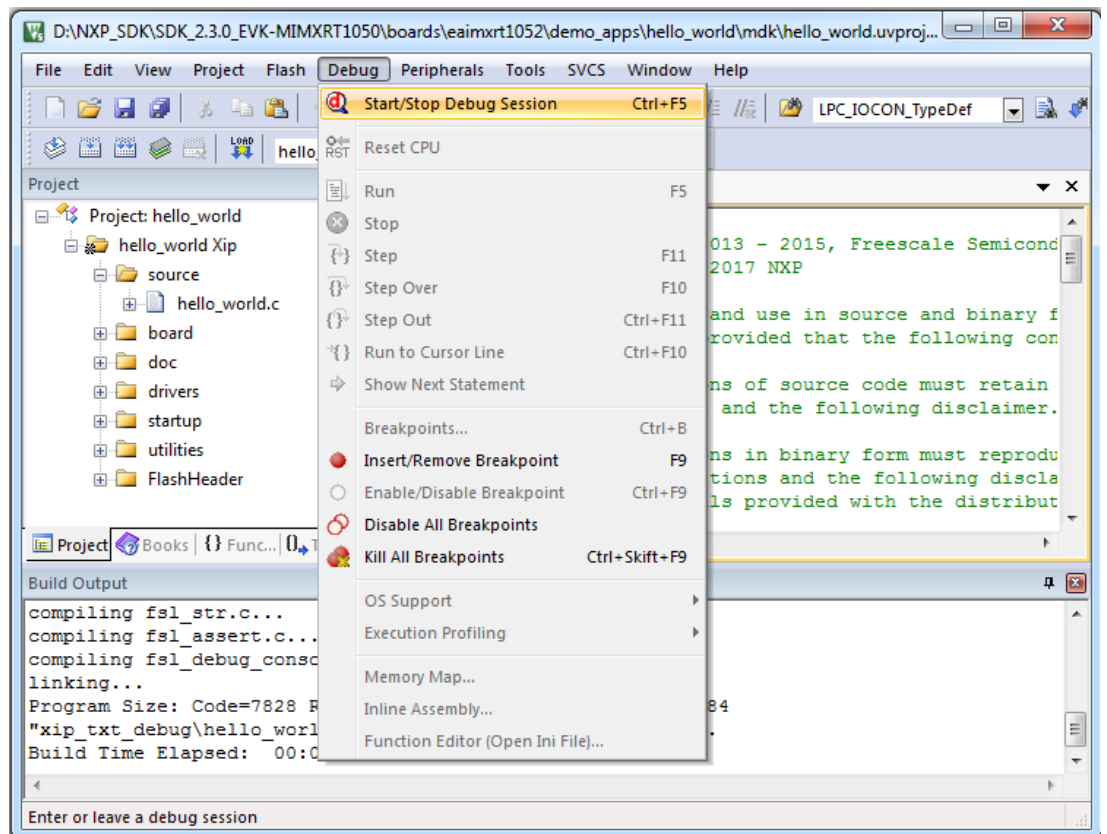 D:\NXP_SDK\SDK_2.3.0_EVK-MIMXRT1050\boards\eaimxrt1052\demo_apps\hello_world\mdk\hello_world.uvproj...
File Edit View Project Flash Debug Peripherals Tools SVCS Window Help
Start/Stop Debug Session Ctrl+F5
LPC_IOCON_TypeDef
LOAD
hello_
RST Reset CPU
Project
Run F5
Stop
Step F11
Step Over F10
Step Out Ctrl+F11
Run to Cursor Line Ctrl+F10
Show Next Statement
Breakpoints... Ctrl+B
Insert/Remove Breakpoint F9
Enable/Disable Breakpoint Ctrl+F9
Disable All Breakpoints
Kill All Breakpoints Ctrl+Skift+F9
OS Support
Execution Profiling
Memory Map...
Inline Assembly...
Function Editor (Open Ini File)...
Project: hello_world
hello_world Xip
source
hello_world.c
board
doc
drivers
startup
utilities
FlashHeader
013 - 2015, Freescale Semicond
2017 NXP
and use in source and binary f
rovided that the following con
ns of source code must retain
and the following disclaimer.
ns in binary form must reprodu
tions and the following discla
ls provided with the distribut
Project Books {} Func... 0 T
Build Output
compiling fsl_str.c...
compiling fsl_assert.c...
compiling fsl_debug_conso
linking...
Program Size: Code=7828 R 84
"xip_txt_debug\hello_worl .
Build Time Elapsed: 00:0
Enter or leave a debug session